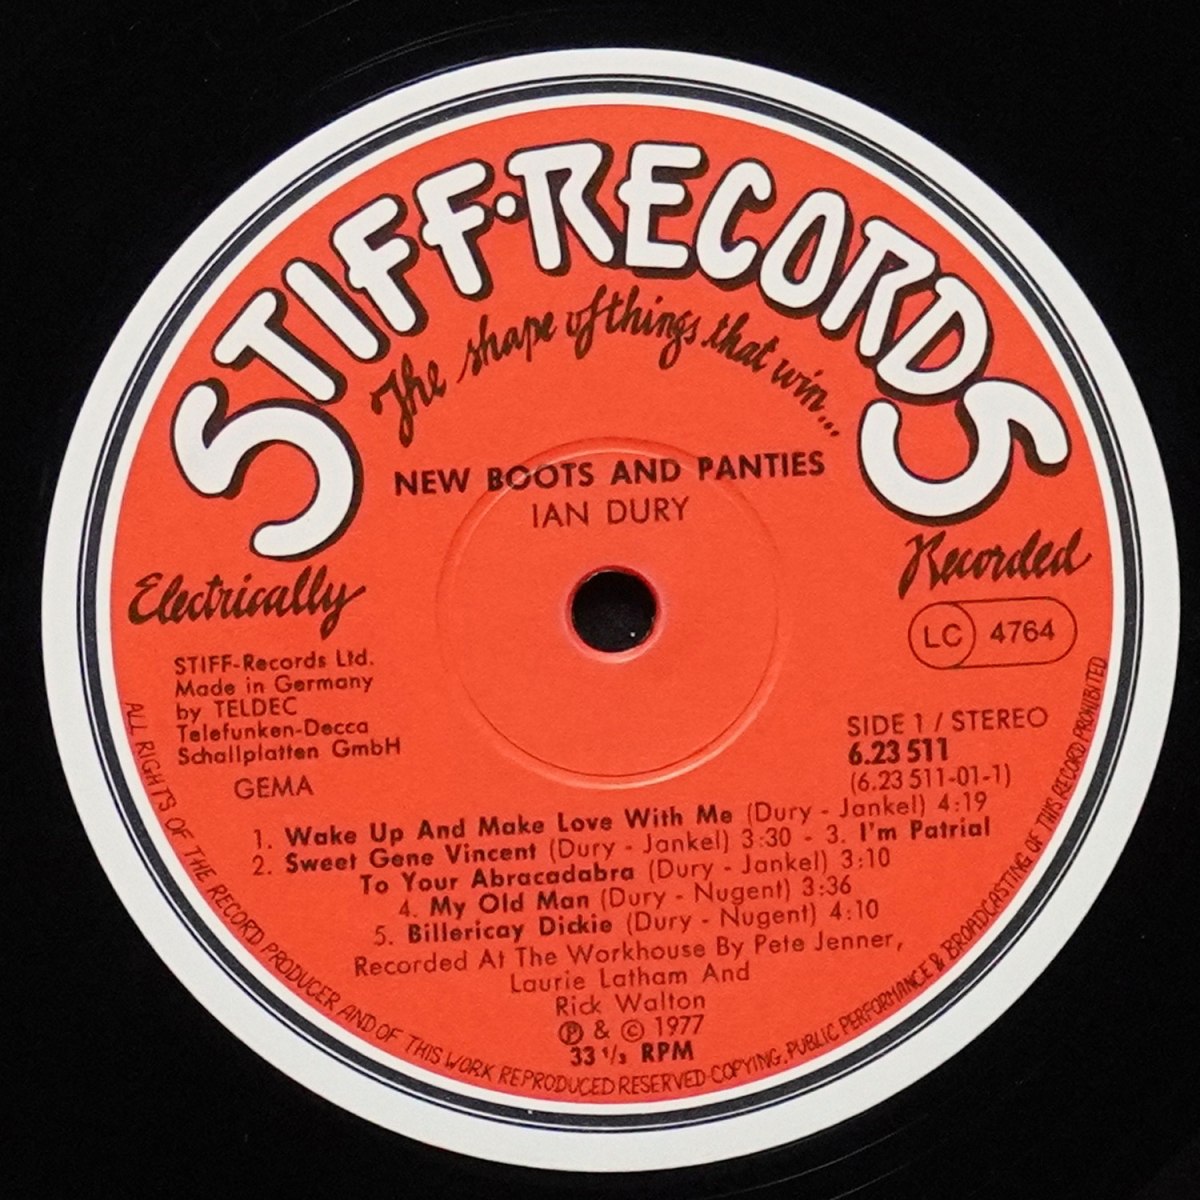 STIFF·RECORDS
The shape of things that win...
NEW BOOTS AND PANTIES
IAN DURY
Electrically
Recorded
LC 4764
STIFF-Records Ltd.
Made in Germany
by TELDEC
Telefunken-Decca
Schallplatten GmbH
GEMA
SIDE 1 / STEREO
6.23 511
(6.23 511-01-1)
1. Wake Up And Make Love With Me (Dury - Jankel) 4:19
2. Sweet Gene Vincent (Dury - Jankel) 3:30 - 3. I'm Patrial
To Your Abracadabra (Dury - Jankel) 3:10
4. My Old Man (Dury - Nugent) 3:36
5. Billericay Dickie (Dury - Nugent) 4:10
Recorded At The Workhouse By Pete Jenner,
Laurie Latham And
Rick Walton
℗ & © 1977
33 1/3 RPM
ALL RIGHT'S OF THE RECORD PRODUCER AND OF THIS WORK REPRODUCED RESERVED·COPYING, PUBLIC PERFORMANCE & BROADCASTING OF THIS RECORD PROHIBITED